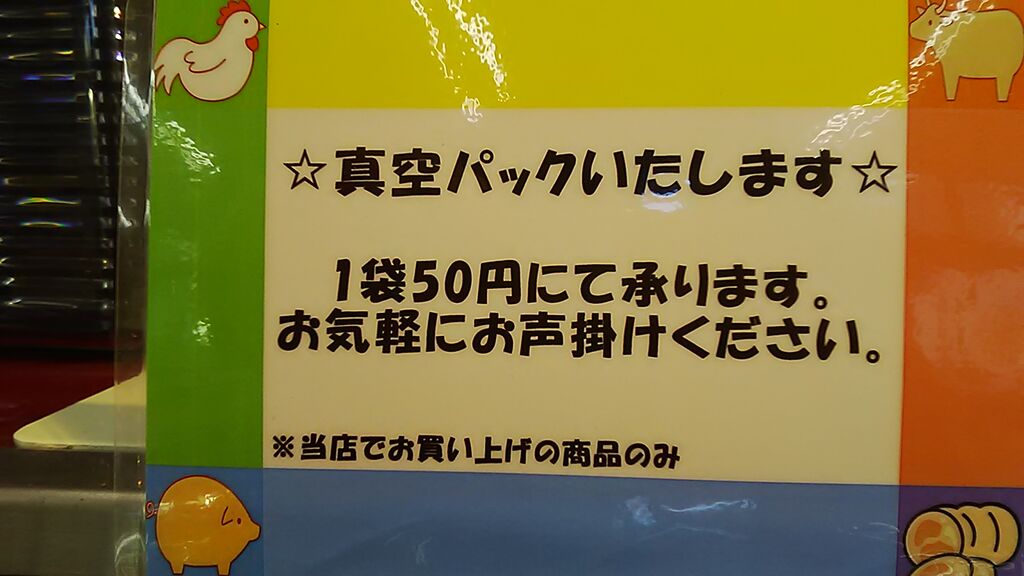 ☆真空パックいたします☆
1袋50円にて承ります。
お気軽にお声掛けください。
※当店でお買い上げの商品のみ